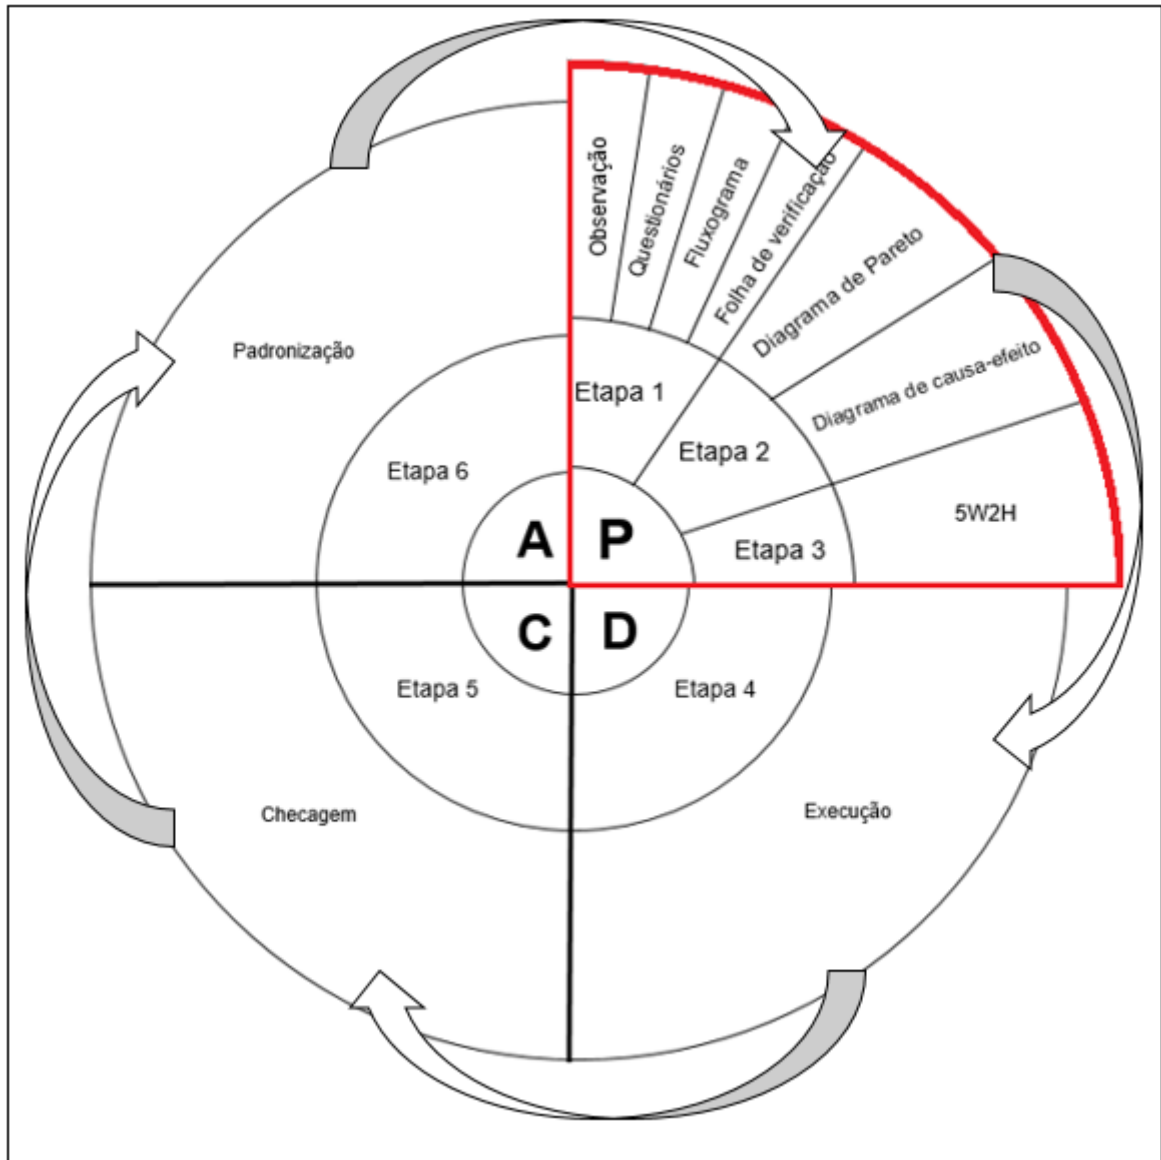 Observação
Questionários
Fluxograma
Folha de verificação
Diagrama de Pareto
Diagrama de causa-efeito
5W2H
Etapa 1
Etapa 2
Etapa 3
Padronização
Etapa 6
A
P
C
D
Etapa 5
Etapa 4
Checagem
Execução